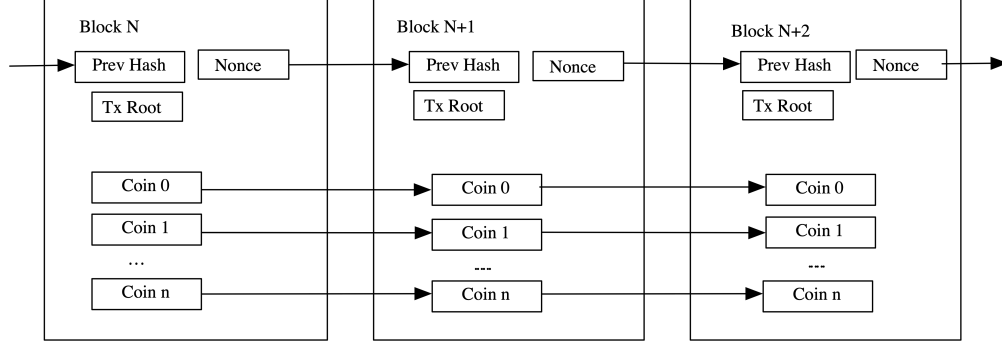 Block N
Prev Hash
Nonce
Tx Root
Coin 0
Coin 1
...
Coin n
Block N+1
Prev Hash
Nonce
Tx Root
Coin 0
Coin 1
---
Coin n
Block N+2
Prev Hash
Nonce
Tx Root
Coin 0
Coin 1
---
Coin n